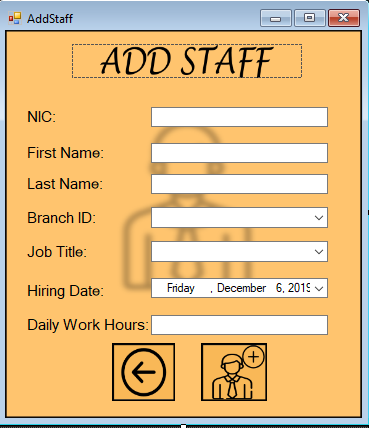 AddStaff
ADD STAFF
NIC:
First Name:
Last Name:
Branch ID:
Job Title:
Hiring Date: Friday , December 6, 2019
Daily Work Hours: